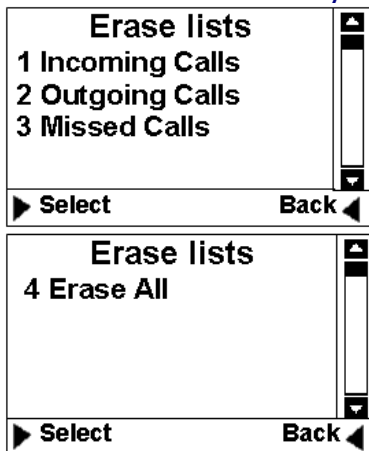 Erase lists
1 Incoming Calls
2 Outgoing Calls
3 Missed Calls
Select Back
Erase lists
4 Erase All
Select Back